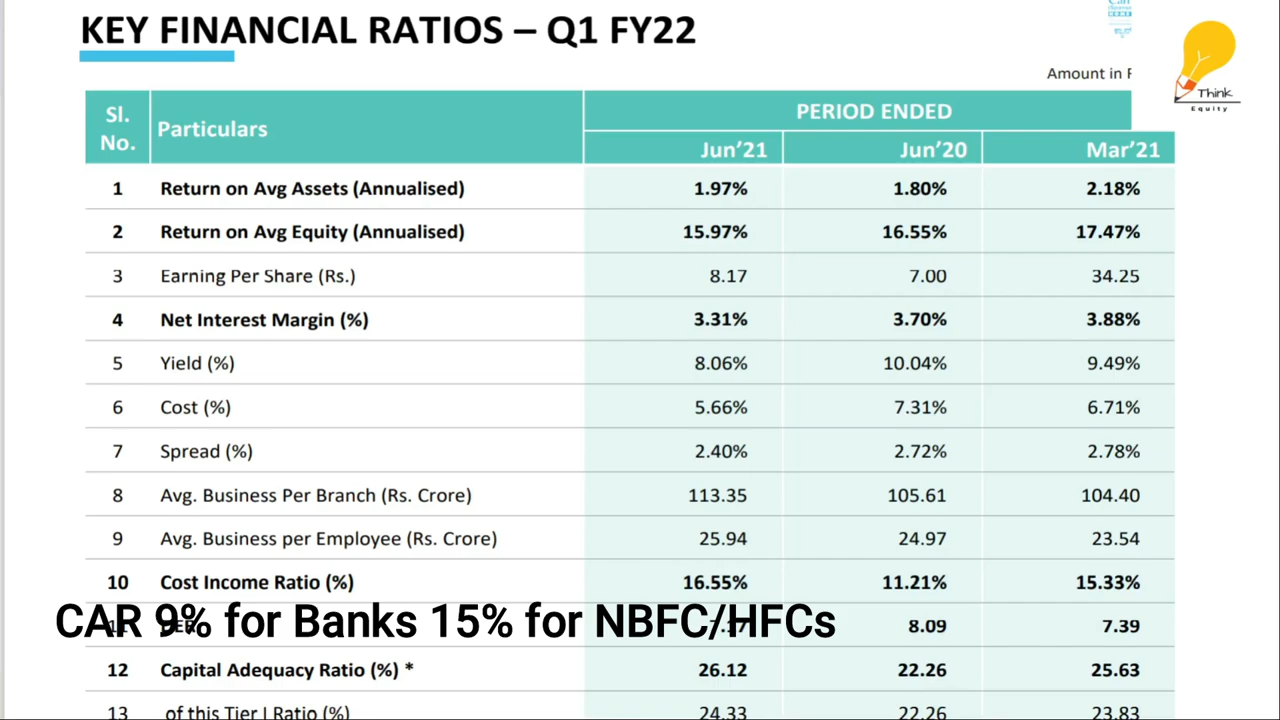 KEY FINANCIAL RATIOS – Q1 FY22
Amount in
Think
Equity
Sl. No. Particulars PERIOD ENDED
Jun'21 Jun'20 Mar'21
1 Return on Avg Assets (Annualised) 1.97% 1.80% 2.18%
2 Return on Avg Equity (Annualised) 15.97% 16.55% 17.47%
3 Earning Per Share (Rs.) 8.17 7.00 34.25
4 Net Interest Margin (%) 3.31% 3.70% 3.88%
5 Yield (%) 8.06% 10.04% 9.49%
6 Cost (%) 5.66% 7.31% 6.71%
7 Spread (%) 2.40% 2.72% 2.78%
8 Avg. Business Per Branch (Rs. Crore) 113.35 105.61 104.40
9 Avg. Business per Employee (Rs. Crore) 25.94 24.97 23.54
10 Cost Income Ratio (%) 16.55% 11.21% 15.33%
CAR 9% for Banks 15% for NBFC/HFCs
8.09 7.39
12 Capital Adequacy Ratio (%) * 26.12 22.26 25.63
13 of this Tier I Ratio (%) 24.33 22.26 23.83